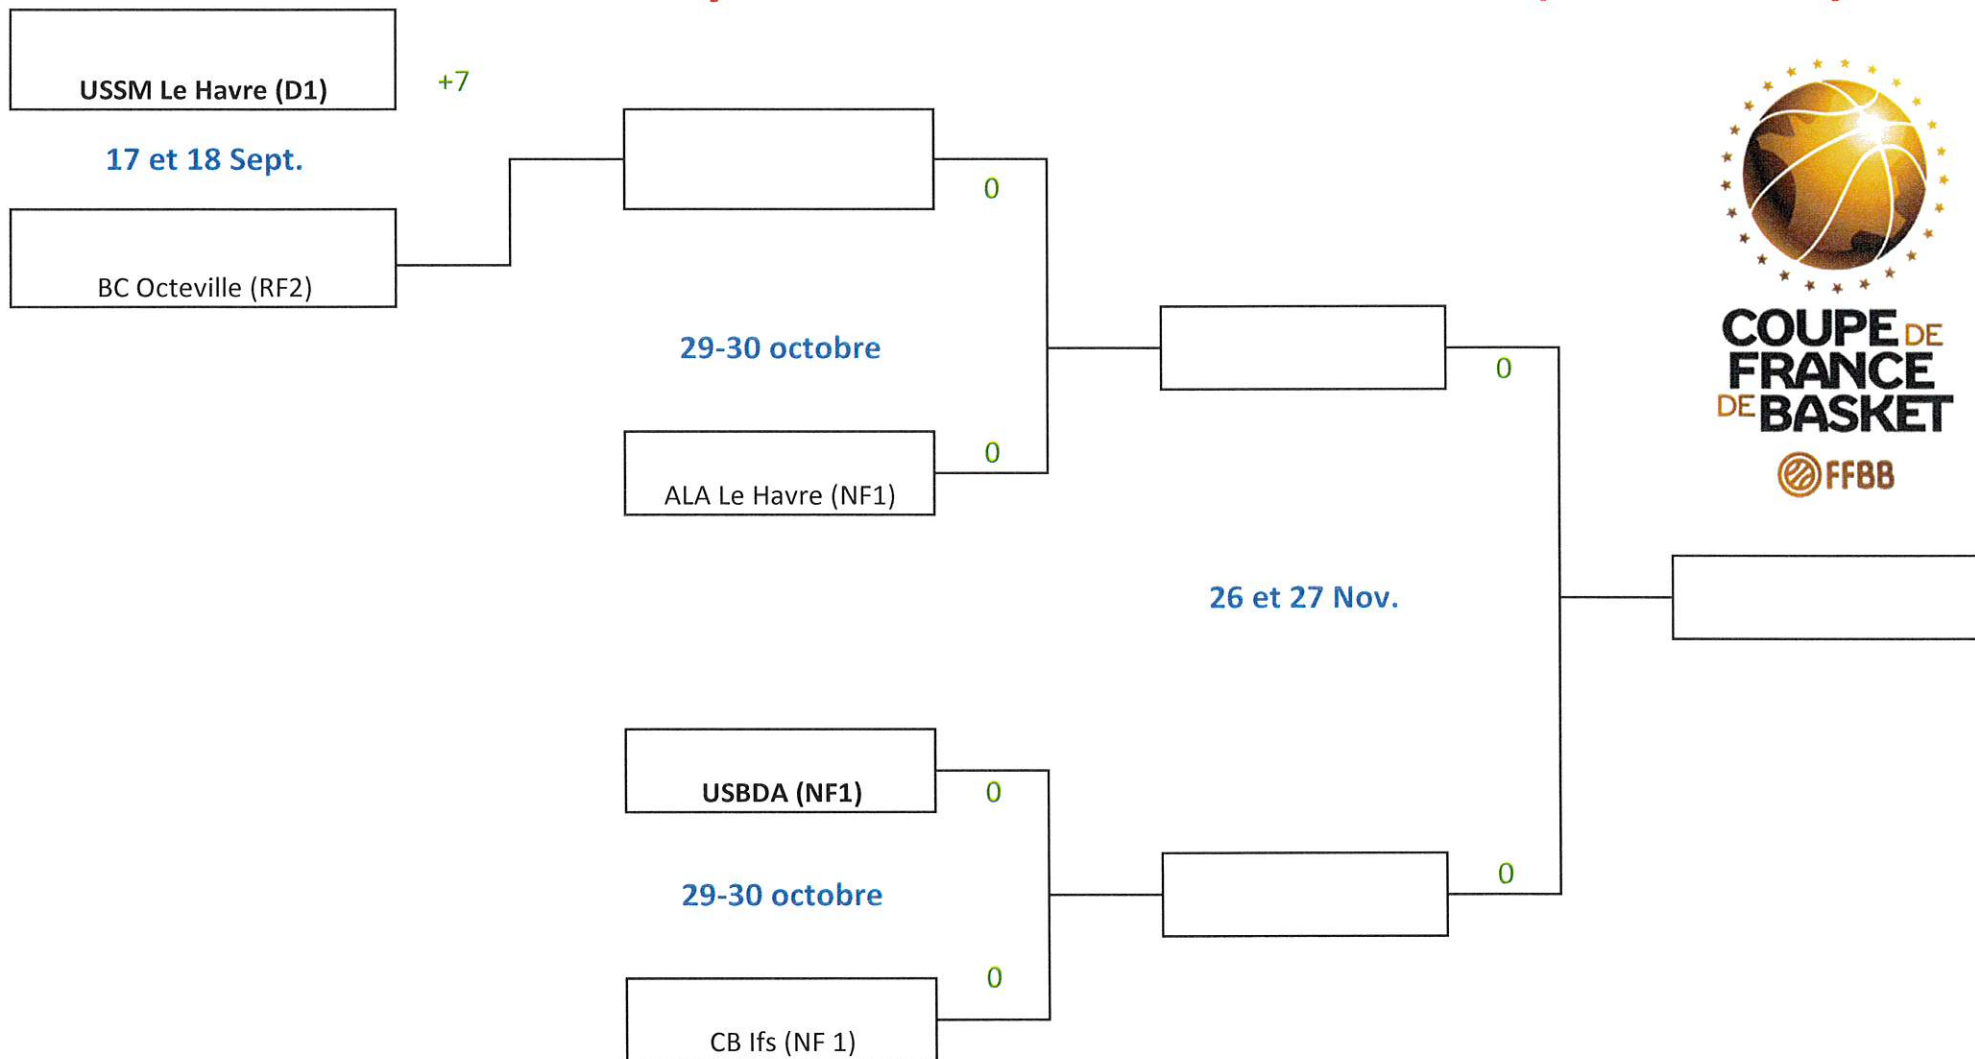 USSM Le Havre (D1)
+7
17 et 18 Sept.
BC Octeville (RF2)
0
29-30 octobre
0
ALA Le Havre (NF1)
0
COUPE DE
FRANCE
DE BASKET
FFBB
26 et 27 Nov.
USBDA (NF1)
0
29-30 octobre
0
0
CB Ifs (NF 1)